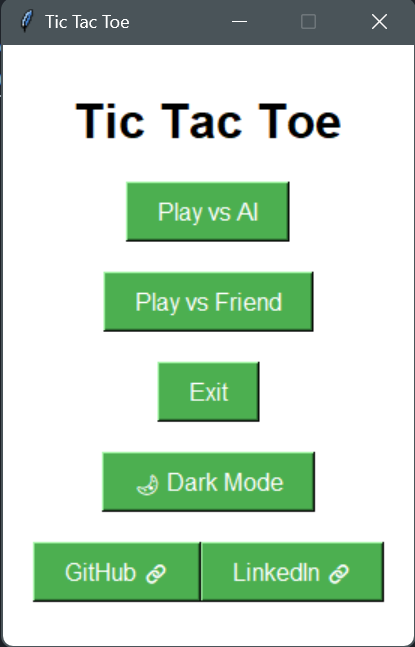 Tic Tac Toe
Tic Tac Toe
Play vs AI
Play vs Friend
Exit
🌙 Dark Mode
GitHub 🔗 LinkedIn 🔗